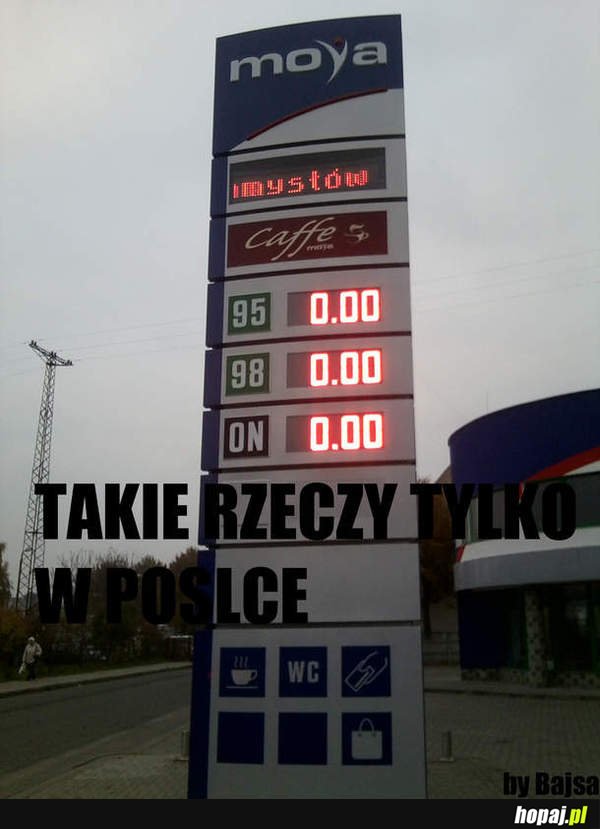 moya
mysłów
Caffe
moya
95 0.00
98 0.00
ON 0.00
TAKIE RZECZY TYLKO
W POSLCE
WC
by Bajsa
hopaj.pl